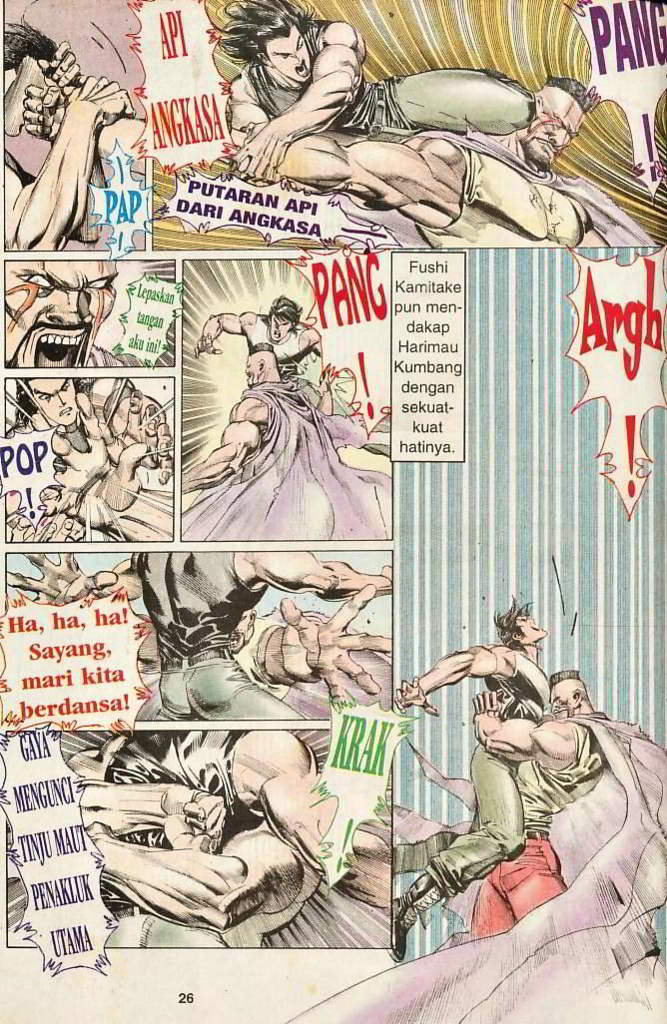 API
ANGKASA
PAP
!
PUTARAN API
DARI ANGKASA
PANG
!
Lepaskan
tangan
aku ini!
POP
!
PANG
!
Fushi
Kamitake
pun men-
dakap
Harimau
Kumbang
dengan
sekuat-
kuat
hatinya.
Argh
!
Ha, ha, ha!
Sayang,
mari kita
berdansa!
GAYA
MENGUNCI
TINJU MAUT
PENAKLUK
UTAMA
KRAK
!
26